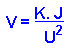 V = K. J / U²